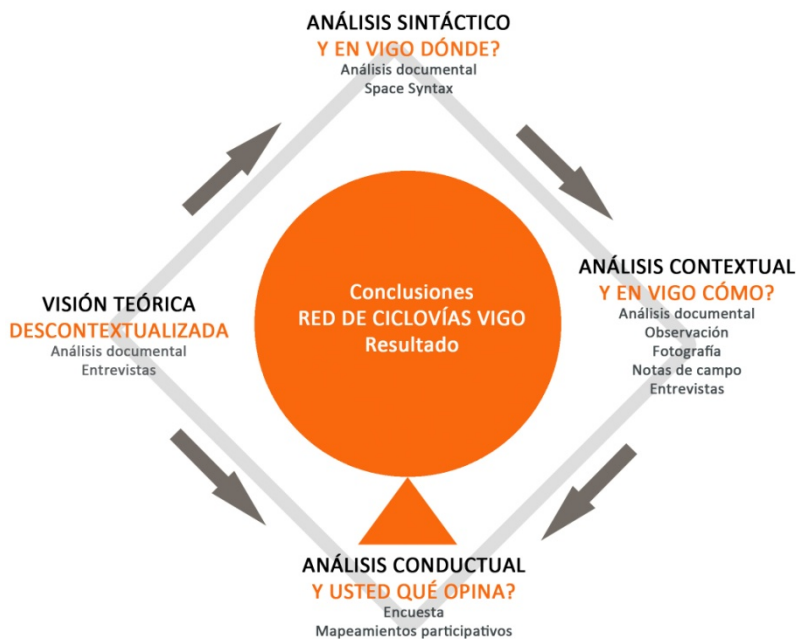 ANÁLISIS SINTÁCTICO
Y EN VIGO DÓNDE?
Análisis documental
Space Syntax
VISIÓN TEÓRICA
DESCONTEXTUALIZADA
Análisis documental
Entrevistas
Conclusiones
RED DE CICLOVÍAS VIGO
Resultado
ANÁLISIS CONTEXTUAL
Y EN VIGO CÓMO?
Análisis documental
Observación
Fotografía
Notas de campo
Entrevistas
ANÁLISIS CONDUCTUAL
Y USTED QUÉ OPINA?
Encuesta
Mapeamientos participativos